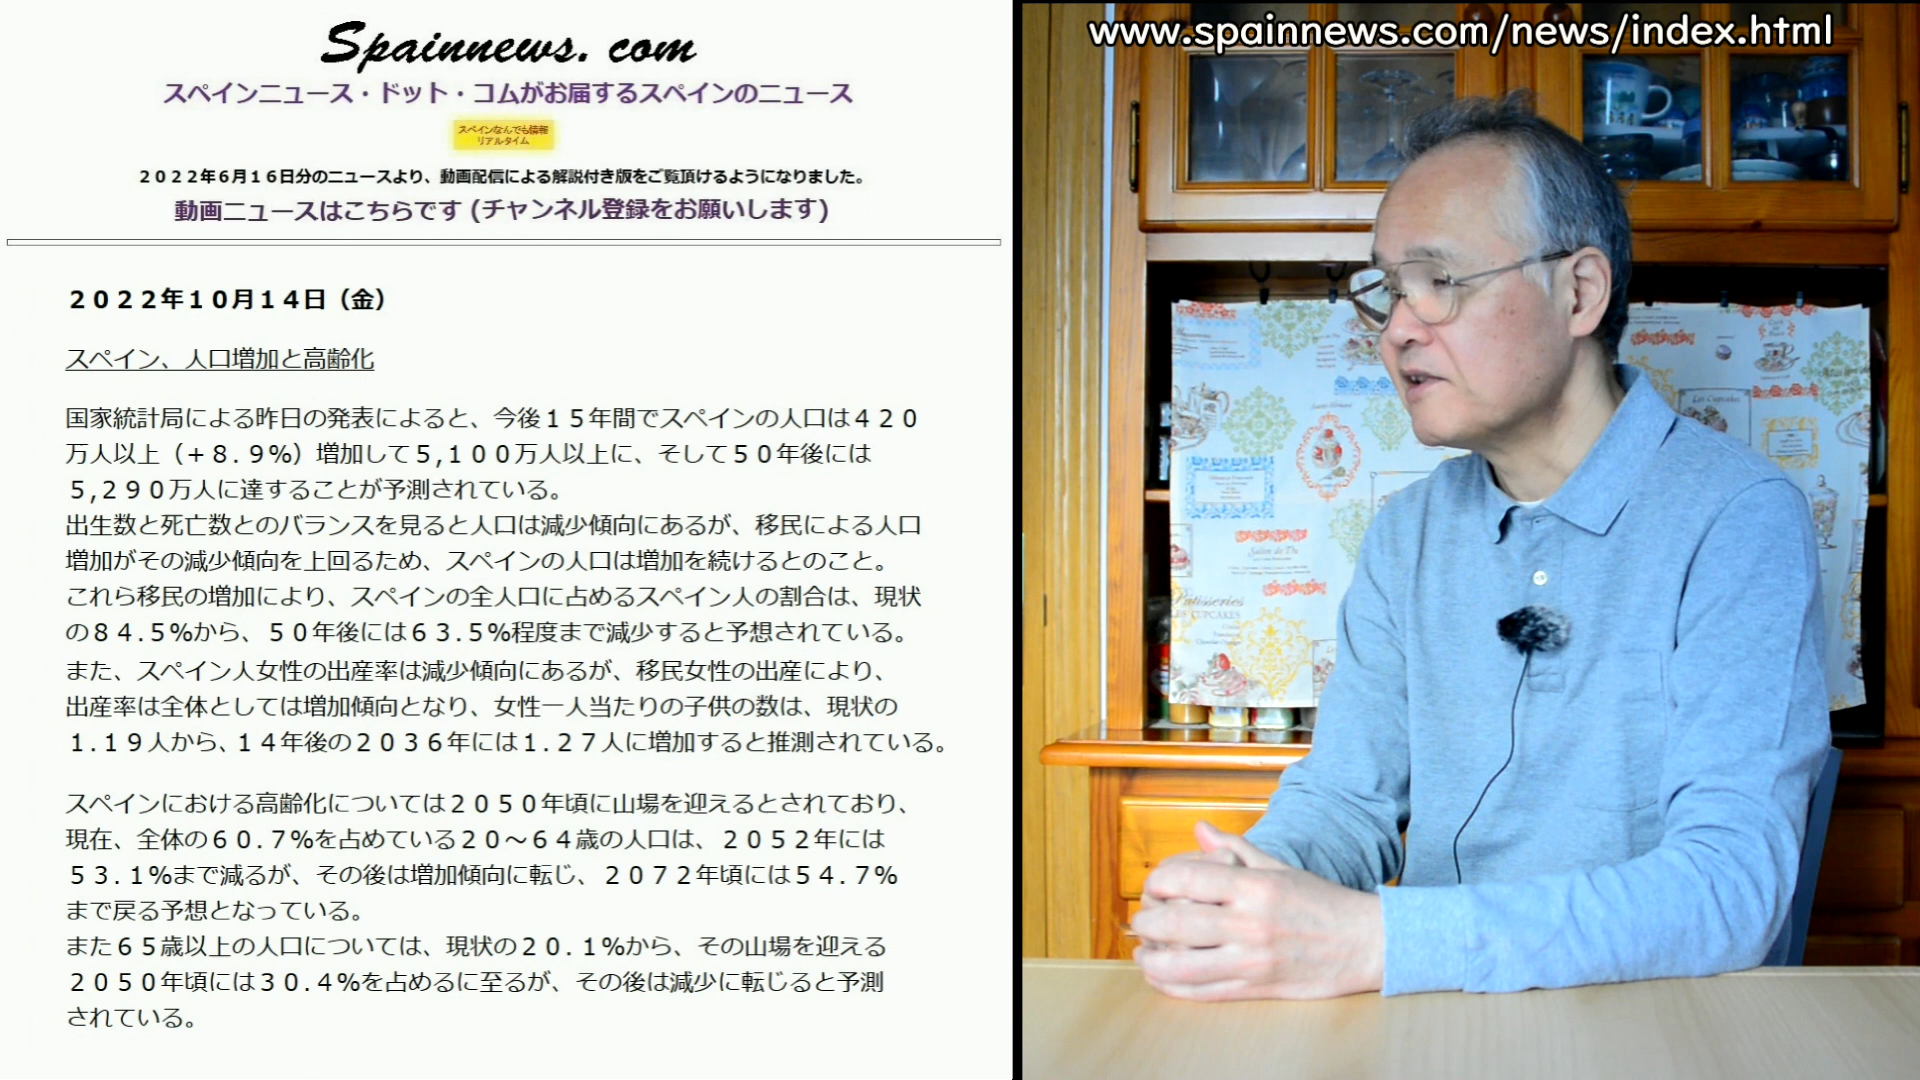 Spainnews. com
www.spainnews.com/news/index.html
スペインニュース・ドット・コムがお届するスペインのニュース
スペインなんでも情報
リアルタイム
２０２２年６月１６日分のニュースより、動画配信による解説付き版をご覧頂けるようになりました。
動画ニュースはこちらです (チャンネル登録をお願いします)
２０２２年１０月１４日（金）
スペイン、人口増加と高齢化
国家統計局による昨日の発表によると、今後１５年間でスペインの人口は４２０
万人以上（＋８．９％）増加して５,１００万人以上に、そして５０年後には
５,２９０万人に達することが予測されている。
出生数と死亡数とのバランスを見ると人口は減少傾向にあるが、移民による人口
増加がその減少傾向を上回るため、スペインの人口は増加を続けるとのこと。
これら移民の増加により、スペインの全人口に占めるスペイン人の割合は、現状
の８４．５％から、５０年後には６３．５％程度まで減少すると予想されている。
また、スペイン人女性の出産率は減少傾向にあるが、移民女性の出産により、
出産率は全体としては増加傾向となり、女性一人当たりの子供の数は、現状の
１．１９人から、１４年後の２０３６年には１．２７人に増加すると推測されている。
スペインにおける高齢化については２０５０年頃に山場を迎えるとされており、
現在、全体の６０．７％を占めている２０～６４歳の人口は、２０５２年には
５３．１％まで減るが、その後は増加傾向に転じ、２０７２年頃には５４．７％
まで戻る予想となっている。
また６５歳以上の人口については、現状の２０．１％から、その山場を迎える
２０５０年頃には３０．４％を占めるに至るが、その後は減少に転じると予測
されている。
Salon de The
Patisseries
LES CUPCAKES
Les Cupcakes